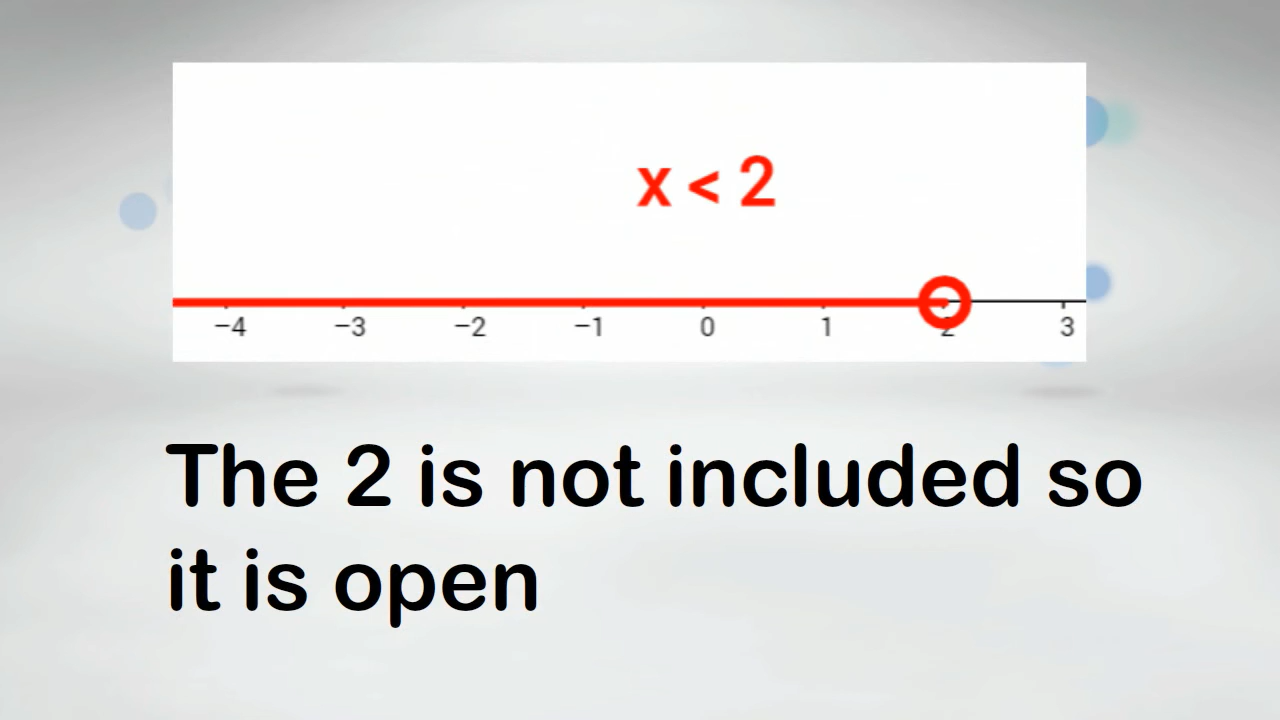 x < 2
−4 −3 −2 −1 0 1 2 3
The 2 is not included so
it is open